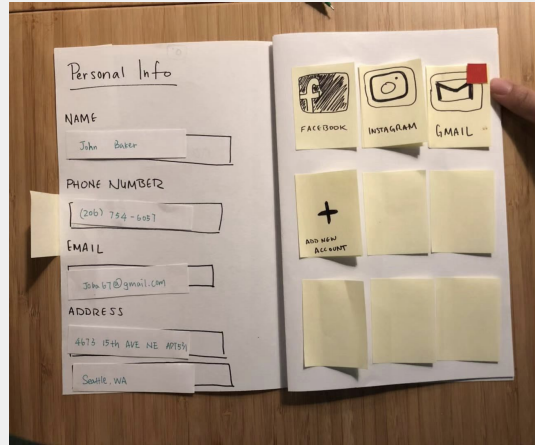 Personal Info
NAME
John Baker
PHONE NUMBER
(206) 734-6057
EMAIL
John67@gmail.com
ADDRESS
4673 15th AVE NE
Seattle. WA
f
FACEBOOK
INSTAGRAM
M
GMAIL
+
ADD NEW
ACCOUNT